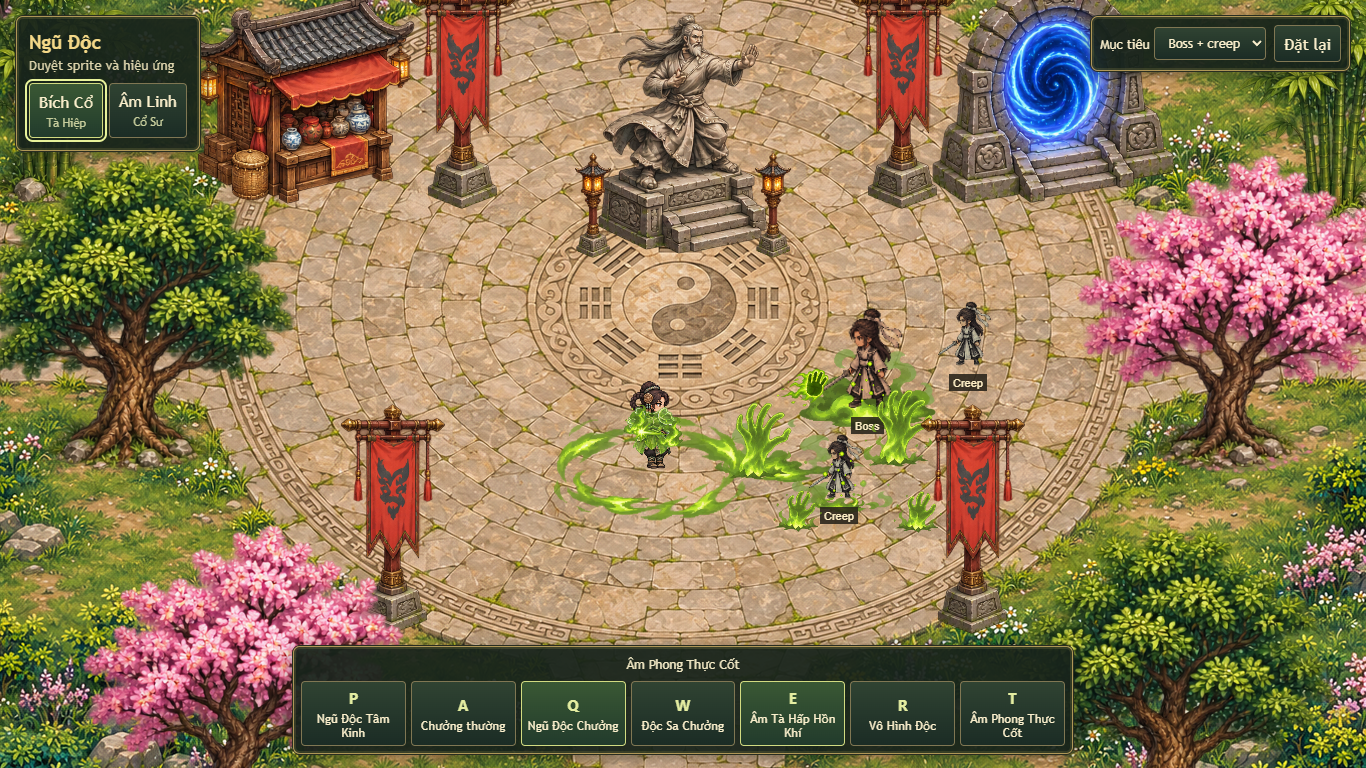 Ngũ Độc
Duyệt sprite và hiệu ứng
Bích Cổ
Tà Hiệp
Âm Linh
Cổ Sư
Mục tiêu
Boss + creep
Đặt lại
Creep
Boss
Creep
Âm Phong Thực Cốt
P
Ngũ Độc Tâm
Kinh
A
Chưởng thường
Q
Ngũ Độc Chưởng
W
Độc Sa Chưởng
E
Âm Tà Hấp Hồn
Khí
R
Vô Hình Độc
T
Âm Phong Thực
Cốt